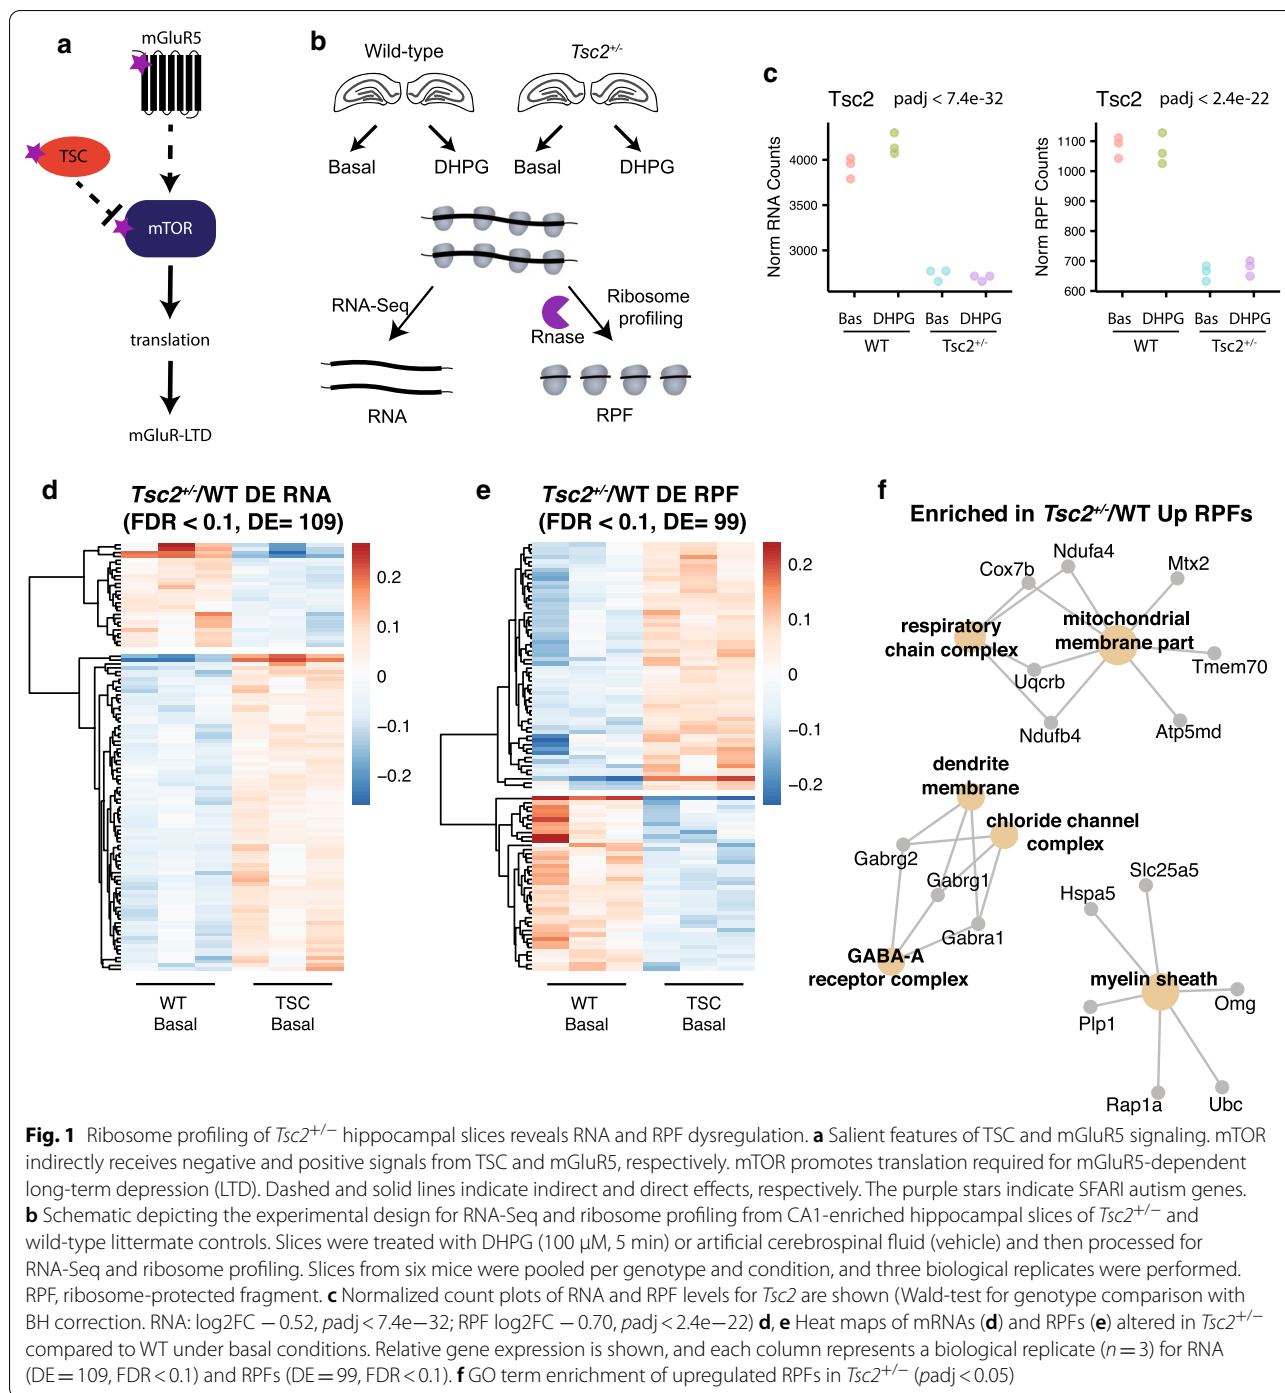 a
mGluR5
TSC
mTOR
translation
mGluR-LTD
b
Wild-type
Tsc2+/-
Basal
DHPG
Basal
DHPG
RNA-Seq
Rnase
Ribosome
profiling
RNA
RPF
c
Tsc2 padj < 7.4e-32
Norm RNA Counts
4000
3500
3000
Bas DHPG Bas DHPG
WT Tsc2+/-
Tsc2 padj < 2.4e-22
Norm RPF Counts
1100
1000
900
800
700
600
Bas DHPG Bas DHPG
WT Tsc2+/-
d
Tsc2+/-/WT DE RNA
(FDR < 0.1, DE= 109)
0.2
0.1
0
−0.1
−0.2
WT
Basal
TSC
Basal
e
Tsc2+/-/WT DE RPF
(FDR < 0.1, DE= 99)
0.2
0.1
0
−0.1
−0.2
WT
Basal
TSC
Basal
f
Enriched in Tsc2+/-/WT Up RPFs
Ndufa4
Cox7b
Mtx2
respiratory
chain complex
mitochondrial
membrane part
Tmem70
Uqcrb
Ndufb4
Atp5md
dendrite
membrane
chloride channel
complex
Gabrg2
Gabrg1
Gabra1
GABA-A
receptor complex
Slc25a5
Hspa5
myelin sheath
Omg
Plp1
Rap1a
Ubc
Fig. 1 Ribosome profiling of Tsc2+/− hippocampal slices reveals RNA and RPF dysregulation. a Salient features of TSC and mGluR5 signaling. mTOR
indirectly receives negative and positive signals from TSC and mGluR5, respectively. mTOR promotes translation required for mGluR5-dependent
long-term depression (LTD). Dashed and solid lines indicate indirect and direct effects, respectively. The purple stars indicate SFARI autism genes.
b Schematic depicting the experimental design for RNA-Seq and ribosome profiling from CA1-enriched hippocampal slices of Tsc2+/− and
wild-type littermate controls. Slices were treated with DHPG (100 µM, 5 min) or artificial cerebrospinal fluid (vehicle) and then processed for
RNA-Seq and ribosome profiling. Slices from six mice were pooled per genotype and condition, and three biological replicates were performed.
RPF, ribosome-protected fragment. c Normalized count plots of RNA and RPF levels for Tsc2 are shown (Wald-test for genotype comparison with
BH correction. RNA: log2FC − 0.52, padj < 7.4e−32; RPF log2FC − 0.70, padj < 2.4e−22) d, e Heat maps of mRNAs (d) and RPFs (e) altered in Tsc2+/−
compared to WT under basal conditions. Relative gene expression is shown, and each column represents a biological replicate (n = 3) for RNA
(DE = 109, FDR < 0.1) and RPFs (DE = 99, FDR < 0.1). f GO term enrichment of upregulated RPFs in Tsc2+/− (padj < 0.05)